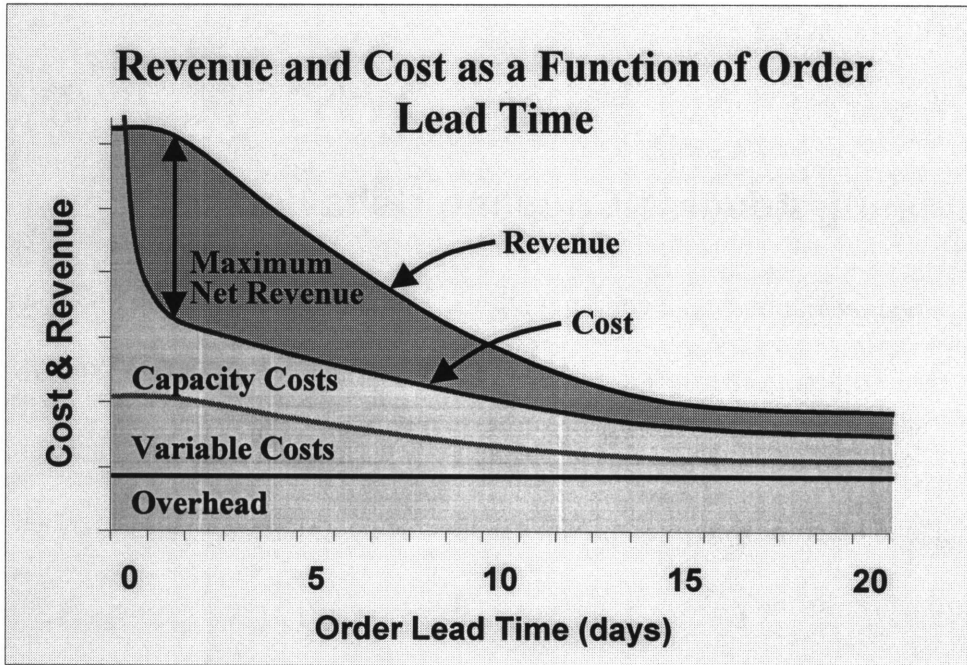 Revenue and Cost as a Function of Order
Lead Time
Cost & Revenue
Revenue
Maximum
Net Revenue
Cost
Capacity Costs
Variable Costs
Overhead
0 5 10 15 20
Order Lead Time (days)